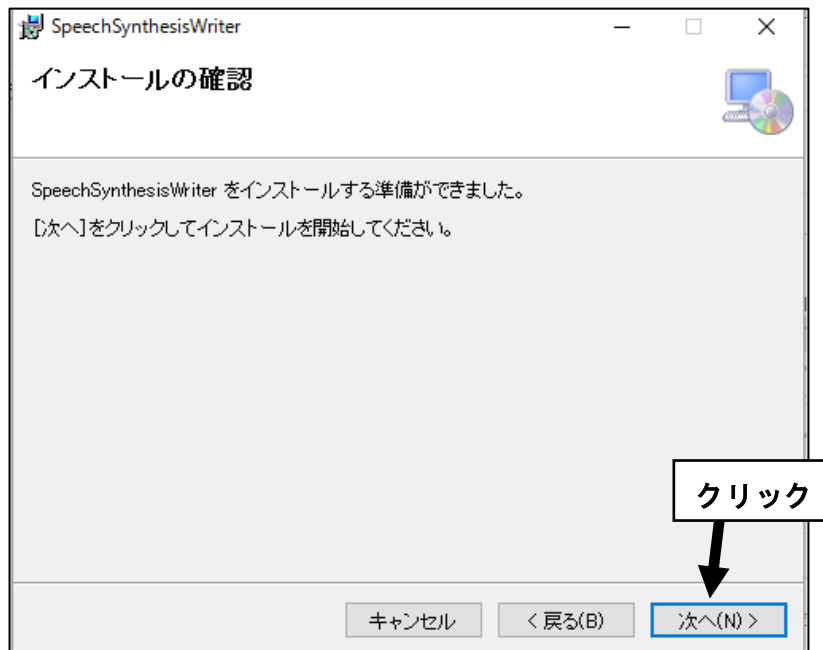 SpeechSynthesisWriter
インストールの確認
SpeechSynthesisWriter をインストールする準備ができました。
[次へ]をクリックしてインストールを開始してください。
クリック
キャンセル
< 戻る(B)
次へ(N) >